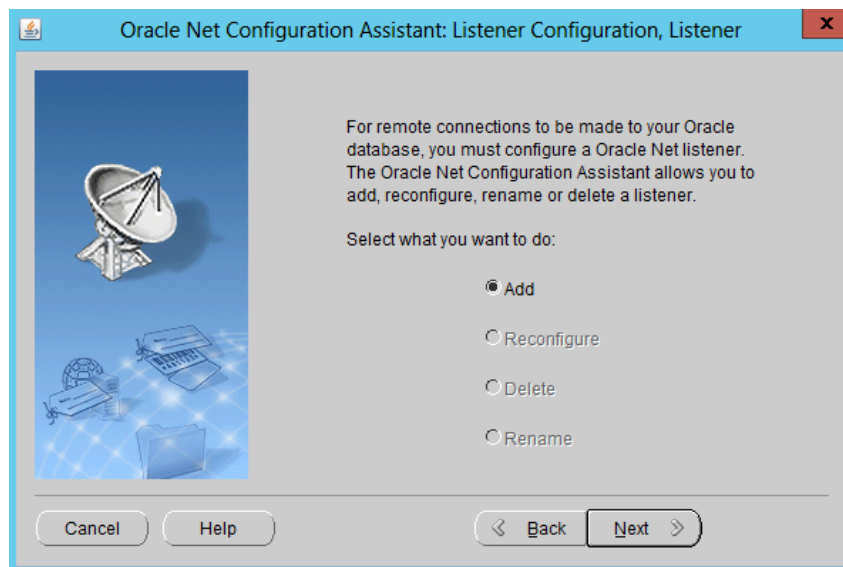 Oracle Net Configuration Assistant: Listener Configuration, Listener
x
For remote connections to be made to your Oracle
database, you must configure a Oracle Net listener.
The Oracle Net Configuration Assistant allows you to
add, reconfigure, rename or delete a listener.
Select what you want to do:
Add
Reconfigure
Delete
Rename
Cancel Help Back Next